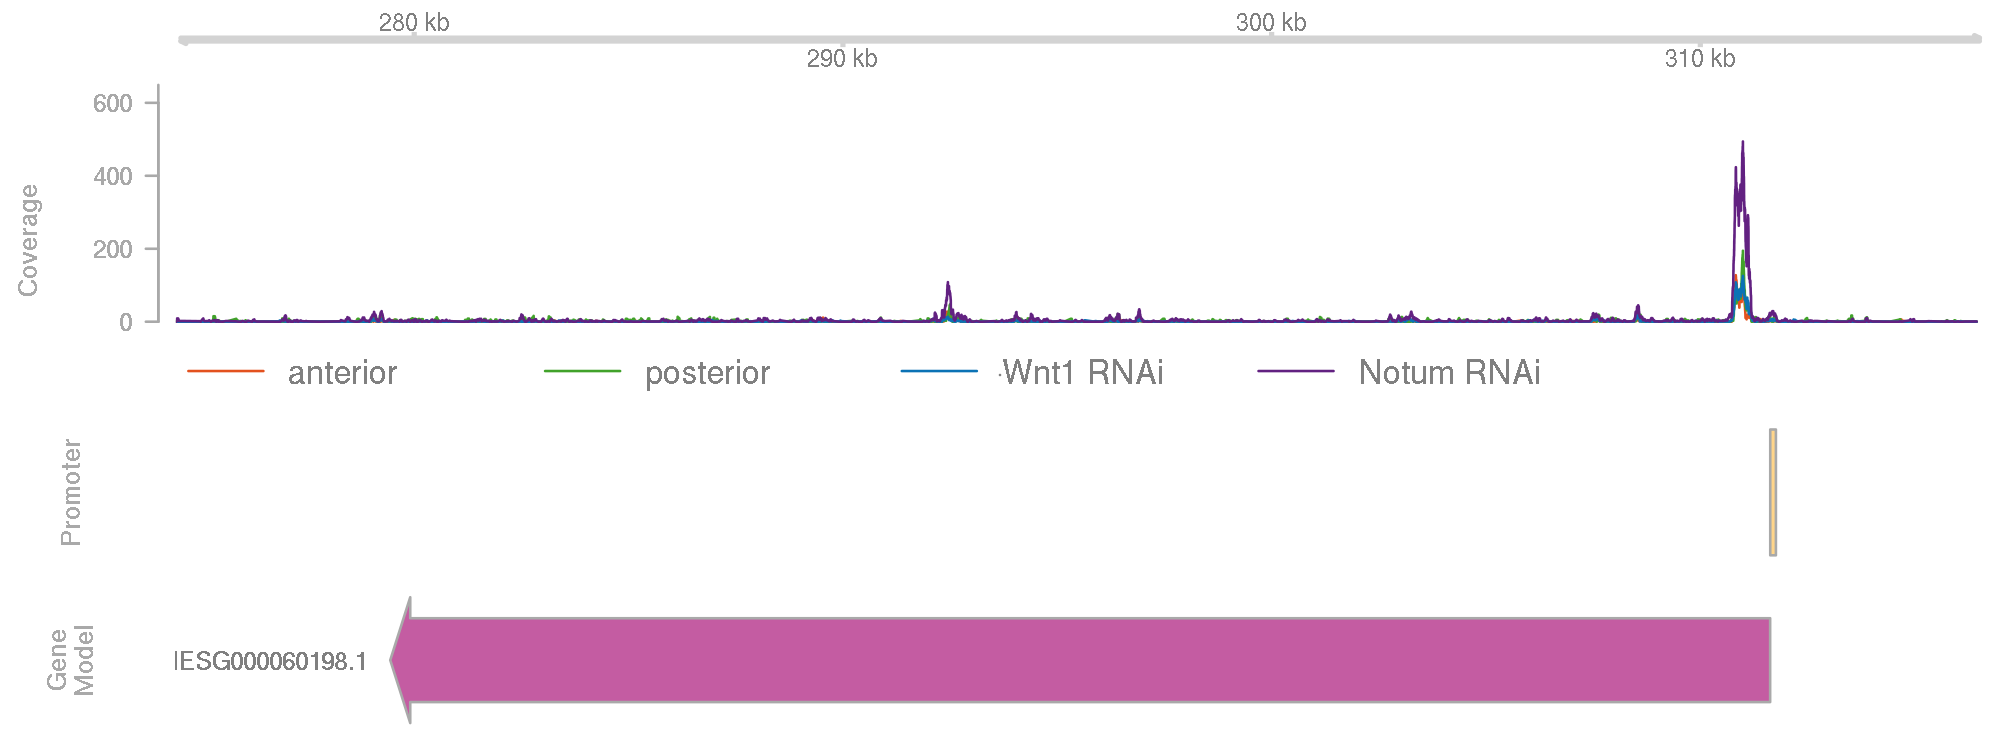 280 kb
300 kb
290 kb
310 kb
600
400
200
0
Coverage
anterior posterior Wnt1 RNAi Notum RNAi
Promoter
Gene
Model
IESG000060198.1